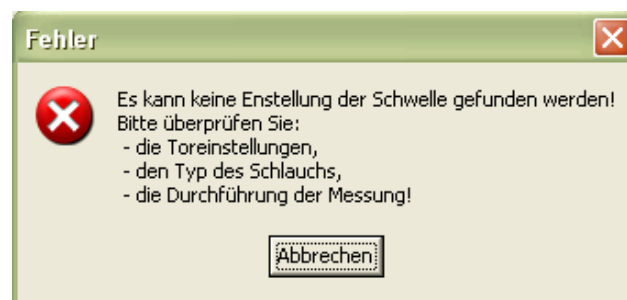 Fehler
Es kann keine Enstellung der Schwelle gefunden werden!
Bitte überprüfen Sie:
- die Toreinstellungen,
- den Typ des Schlauchs,
- die Durchführung der Messung!
Abbrechen